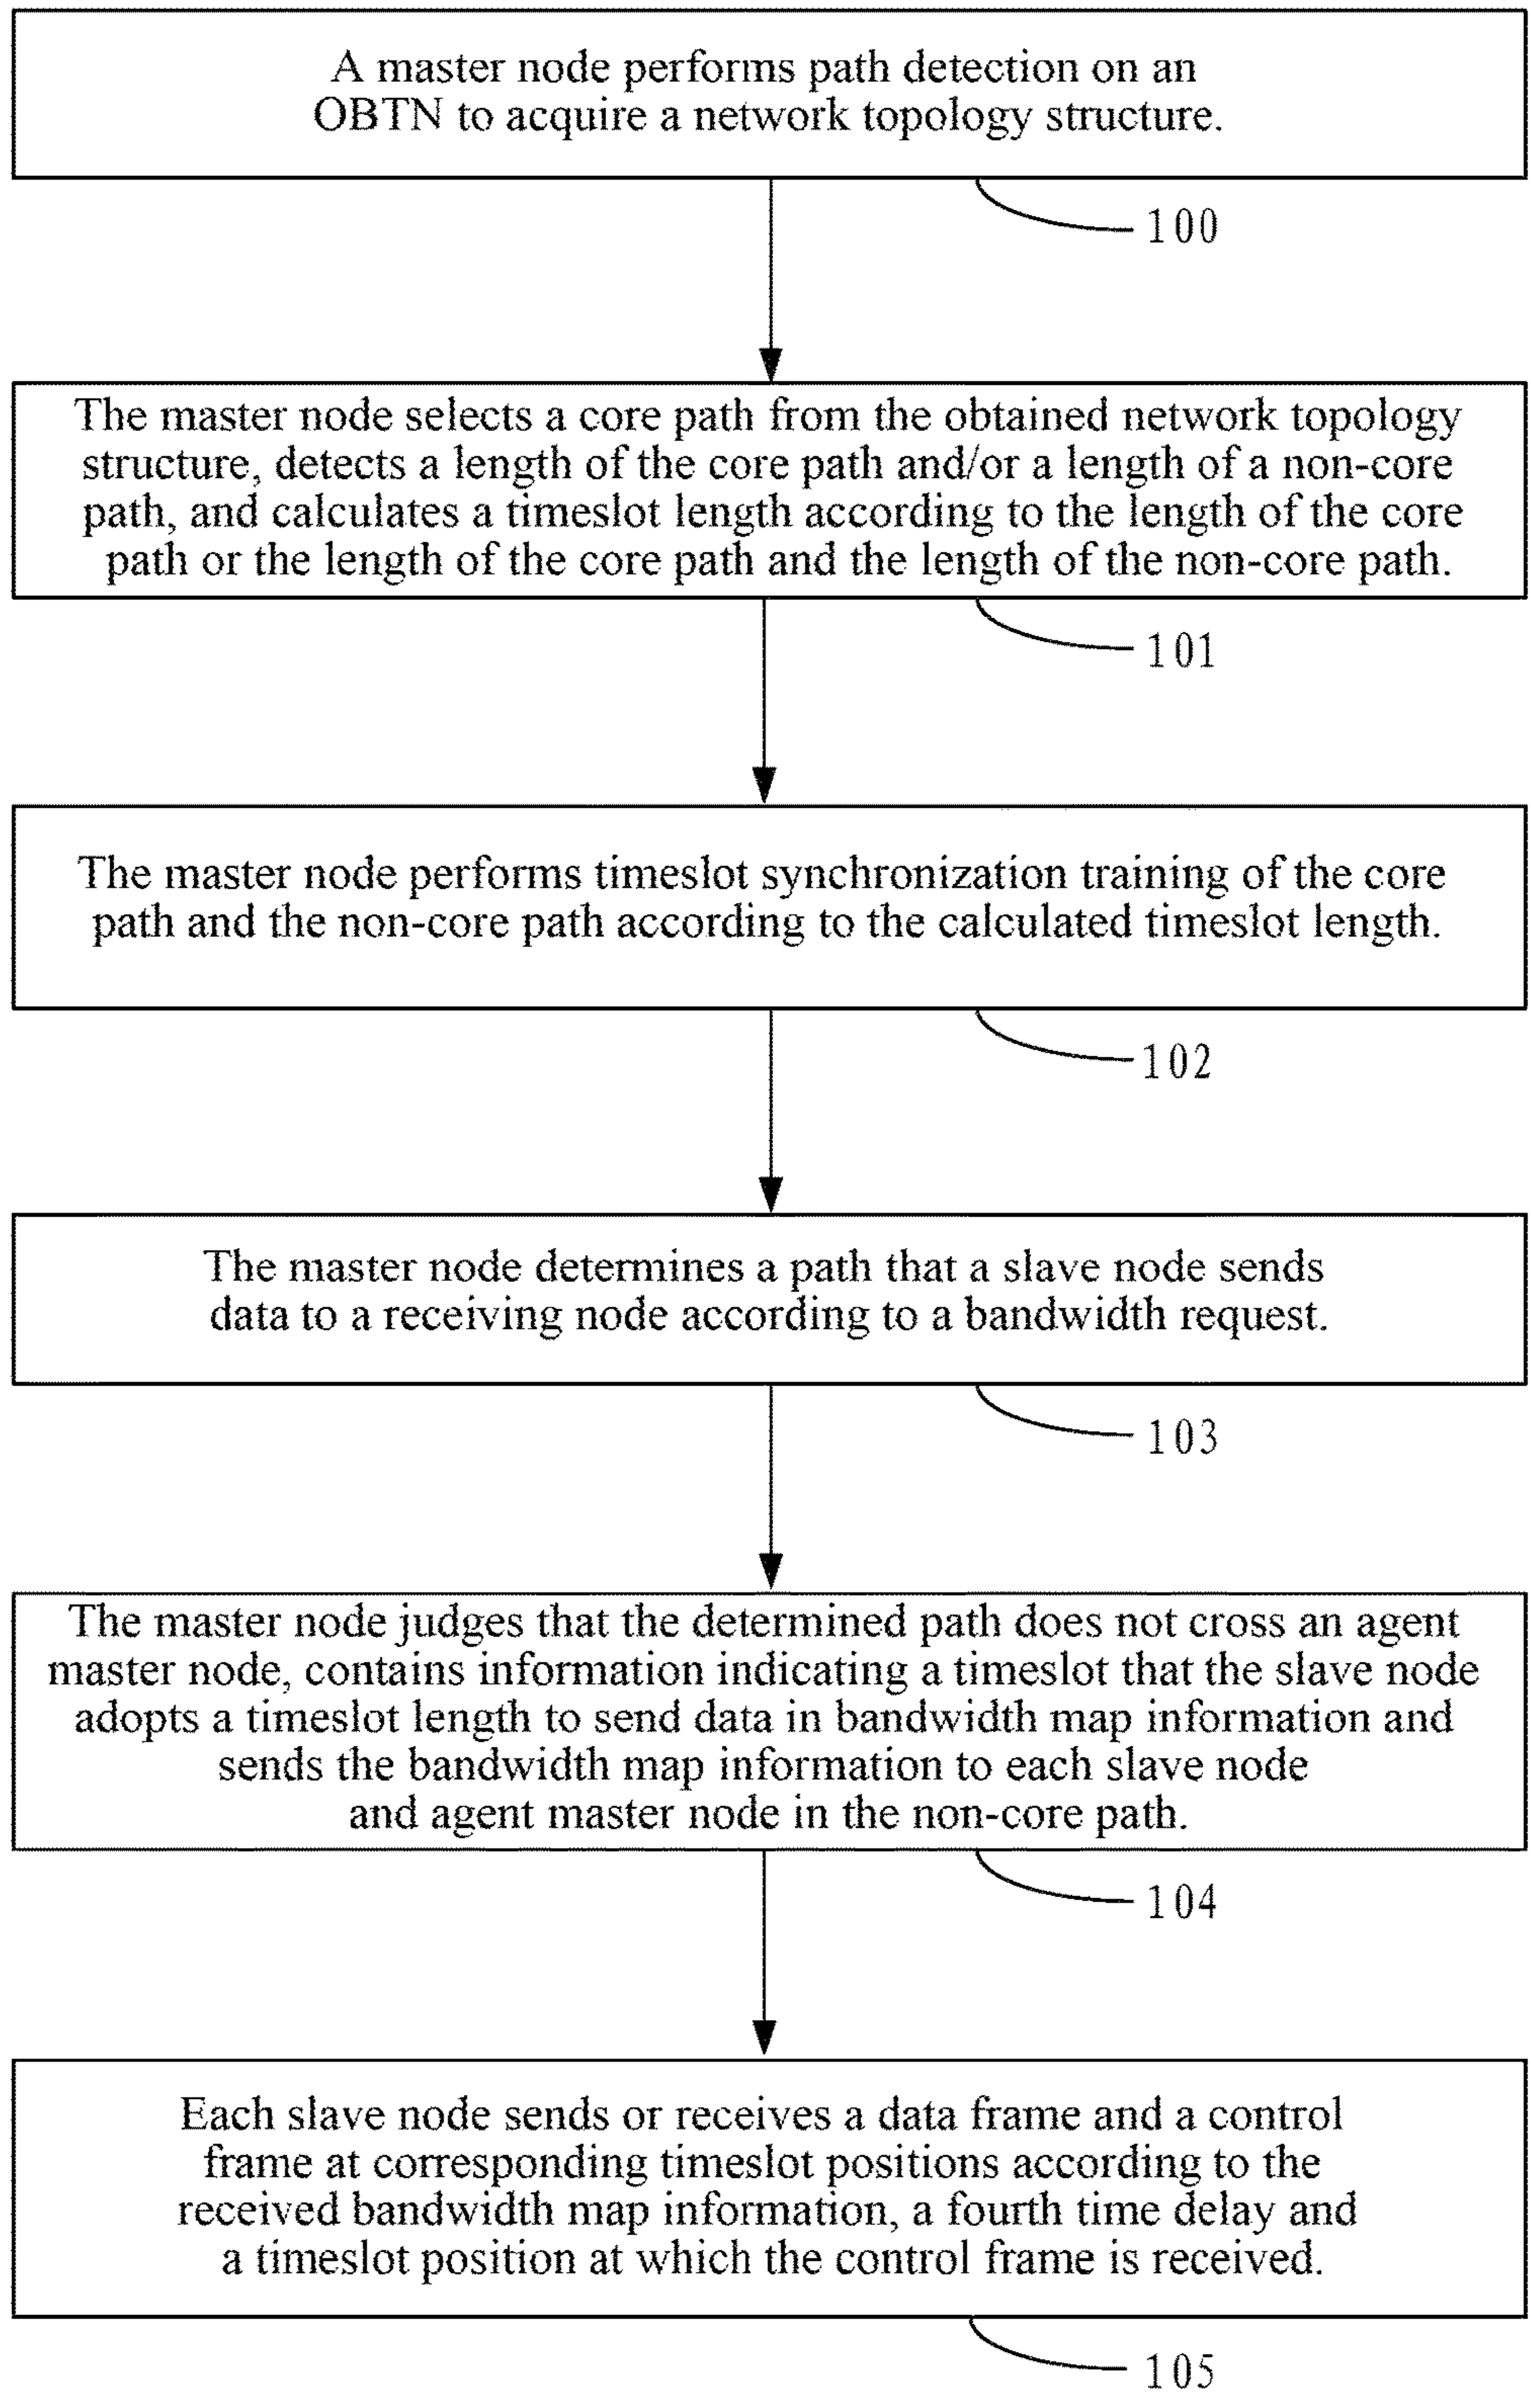 A master node performs path detection on an
OBTN to acquire a network topology structure.
100
The master node selects a core path from the obtained network topology
structure, detects a length of the core path and/or a length of a non-core
path, and calculates a timeslot length according to the length of the core
path or the length of the core path and the length of the non-core path.
101
The master node performs timeslot synchronization training of the core
path and the non-core path according to the calculated timeslot length.
102
The master node determines a path that a slave node sends
data to a receiving node according to a bandwidth request.
103
The master node judges that the determined path does not cross an agent
master node, contains information indicating a timeslot that the slave node
adopts a timeslot length to send data in bandwidth map information and
sends the bandwidth map information to each slave node
and agent master node in the non-core path.
104
Each slave node sends or receives a data frame and a control
frame at corresponding timeslot positions according to the
received bandwidth map information, a fourth time delay and
a timeslot position at which the control frame is received.
105